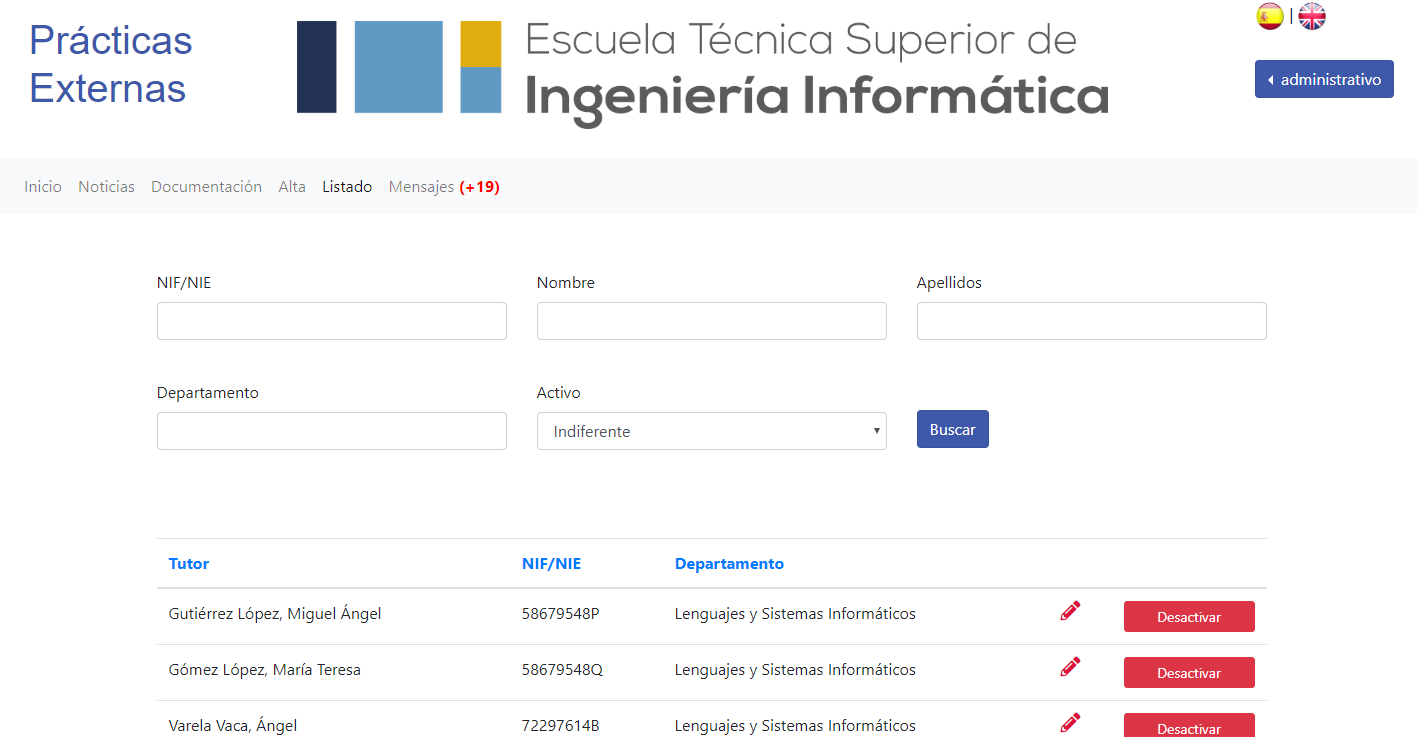 Prácticas
Externas
Escuela Técnica Superior de
Ingeniería Informática
|
administrativo
Inicio Noticias Documentación Alta Listado Mensajes (+19)
NIF/NIE Nombre Apellidos
Departamento Activo
Indiferente Buscar
Tutor NIF/NIE Departamento
Gutiérrez López, Miguel Ángel 58679548P Lenguajes y Sistemas Informáticos Desactivar
Gómez López, María Teresa 58679548Q Lenguajes y Sistemas Informáticos Desactivar
Varela Vaca, Ángel 72297614B Lenguajes y Sistemas Informáticos Desactivar